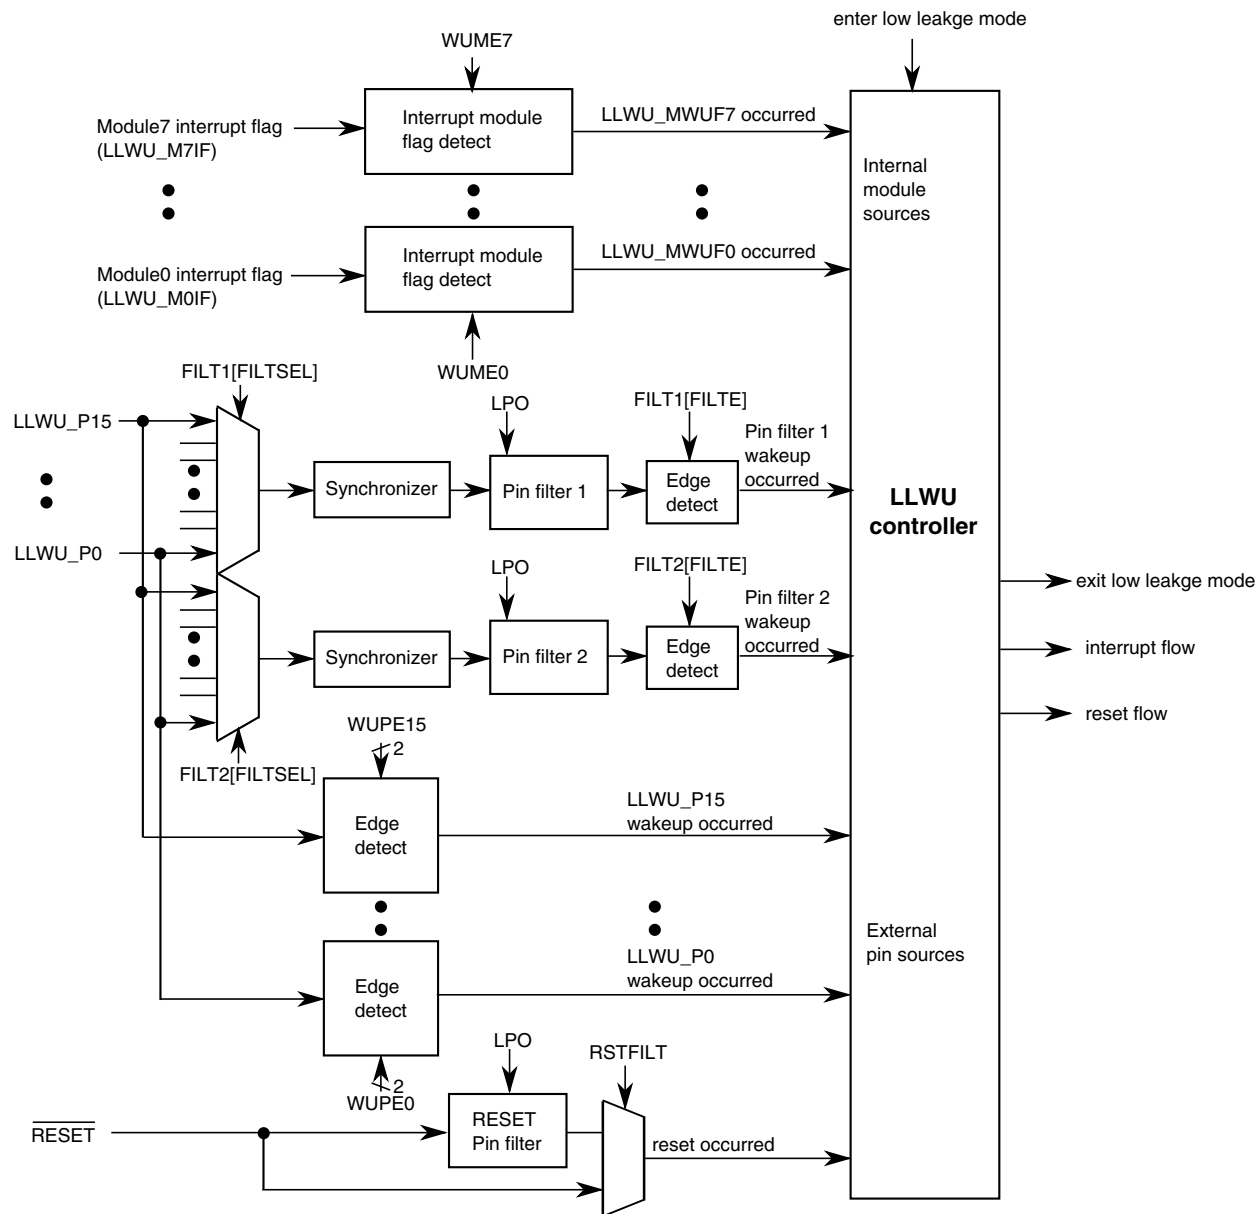 enter low leakge mode
WUME7
Interrupt module
flag detect
LLWU_MWUF7 occurred
Module7 interrupt flag
(LLWU_M7IF)
Internal
module
sources
Interrupt module
flag detect
LLWU_MWUF0 occurred
Module0 interrupt flag
(LLWU_M0IF)
WUME0
FILT1[FILTSEL]
LLWU_P15
LLWU_P0
LPO
FILT1[FILTE]
Pin filter 1
wakeup
occurred
Synchronizer
Pin filter 1
Edge
detect
LLWU
controller
LPO
FILT2[FILTE]
Pin filter 2
wakeup
occurred
Synchronizer
Pin filter 2
Edge
detect
exit low leakge mode
interrupt flow
reset flow
FILT2[FILTSEL]
WUPE15
2
Edge
detect
LLWU_P15
wakeup occurred
External
pin sources
Edge
detect
LLWU_P0
wakeup occurred
2
WUPE0
LPO
RSTFILT
RESET
RESET
Pin filter
reset occurred